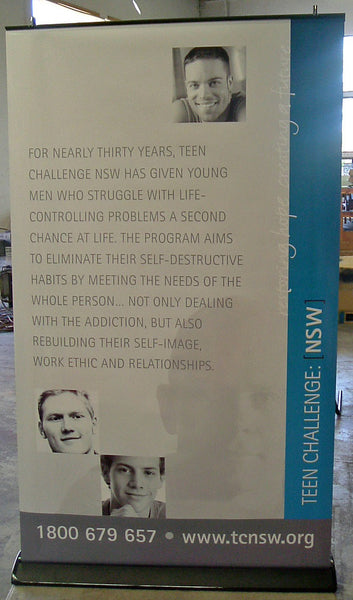 FOR NEARLY THIRTY YEARS, TEEN
CHALLENGE NSW HAS GIVEN YOUNG
MEN WHO STRUGGLE WITH LIFE-
CONTROLLING PROBLEMS A SECOND
CHANCE AT LIFE. THE PROGRAM AIMS
TO ELIMINATE THEIR SELF-DESTRUCTIVE
HABITS BY MEETING THE NEEDS OF THE
WHOLE PERSON... NOT ONLY DEALING
WITH THE ADDICTION, BUT ALSO
REBUILDING THEIR SELF-IMAGE,
WORK ETHIC AND RELATIONSHIPS.
TEEN CHALLENGE: [NSW]
1800 679 657 • www.tcnsw.org